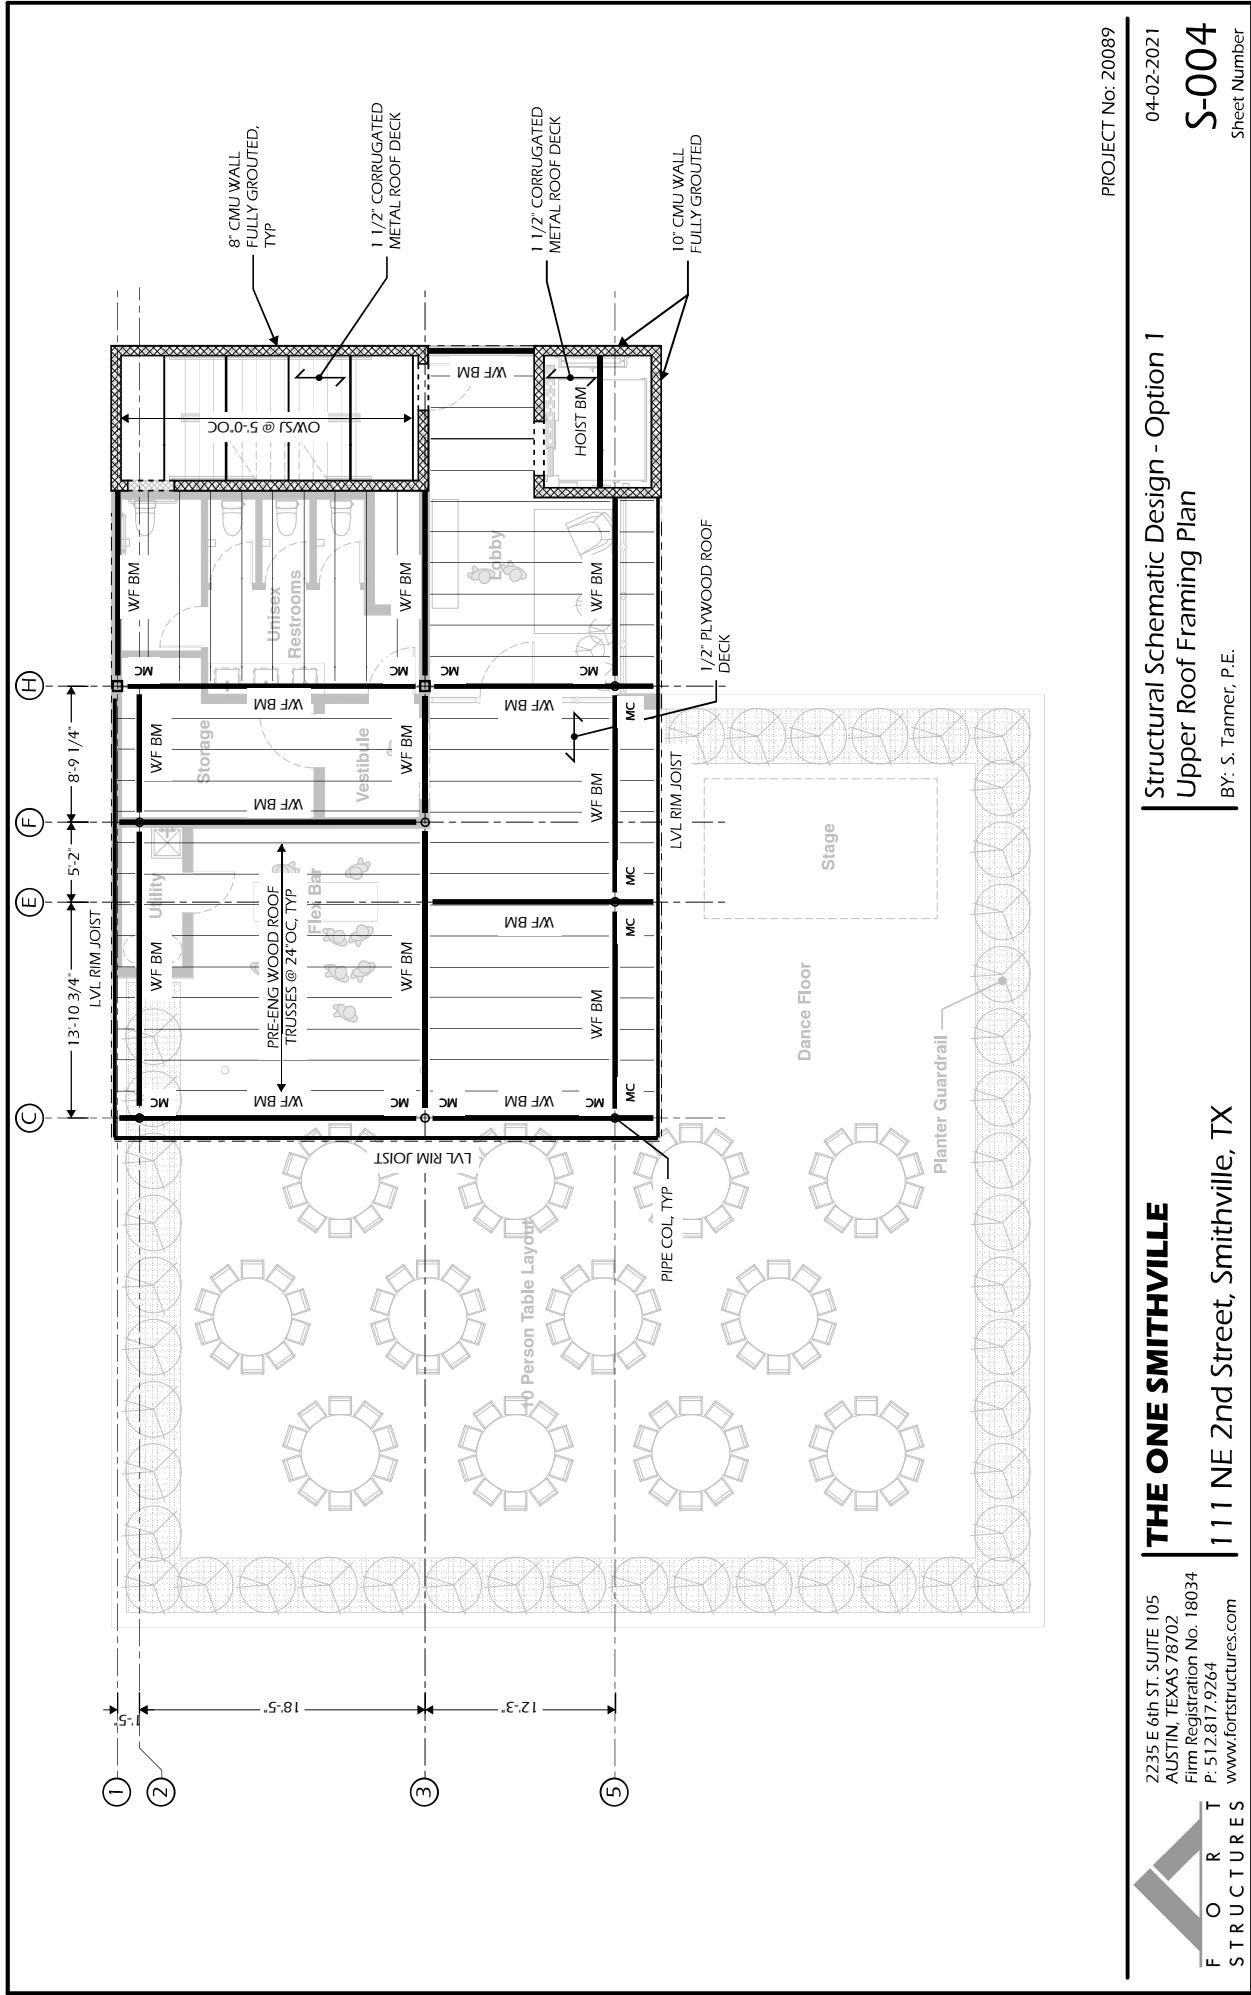 8" CMU WALL
FULLY GROUTED,
TYP
1 1/2" CORRUGATED
METAL ROOF DECK
1 1/2" CORRUGATED
METAL ROOF DECK
10" CMU WALL
FULLY GROUTED
OWSJ @ 5'-0"OC
WF BM
HOIST BM
WF BM
WF BM
WF BM
Unisex
Restrooms
Lobby
1/2" PLYWOOD ROOF
DECK
H
F
E
C
8'-9 1/4"
5'-2"
13'-10 3/4"
LVL RIM JOIST
MC
MC
MC
MC
MC
WF BM
WF BM
WF BM
WF BM
WF BM
WF BM
Storage
Vestibule
LVL RIM JOIST
Utility
Flex Bar
MC
MC
WF BM
WF BM
WF BM
WF BM
PRE-ENG WOOD ROOF
TRUSSES @ 24"OC, TYP
Stage
Dance Floor
Planter Guardrail
MC
MC
MC
MC
MC
WF BM
WF BM
LVL RIM JOIST
PIPE COL, TYP
10 Person Table Layout
1'-5"
18'-5"
12'-3"
1
2
3
5
PROJECT No: 20089
FORT
STRUCTURES
2235 E 6th ST. SUITE 105
AUSTIN, TEXAS 78702
Firm Registration No. 18034
P: 512.817.9264
www.fortstructures.com
THE ONE SMITHVILLE
111 NE 2nd Street, Smithville, TX
Structural Schematic Design - Option 1
Upper Roof Framing Plan
BY: S. Tanner, P.E.
04-02-2021
S-004
Sheet Number